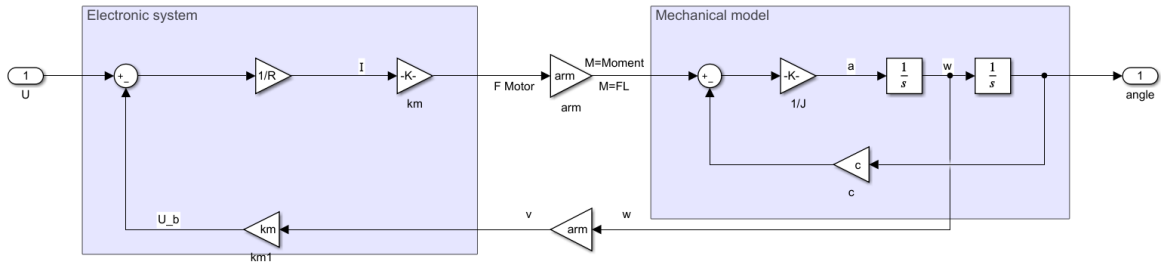 Electronic system
Mechanical model
1
U
+
_
1/R
I
-K-
km
F Motor
arm
arm
M=Moment
M=FL
+
_
-K-
1/J
a
1
s
w
1
s
1
angle
c
c
U_b
km
km1
v
arm
w